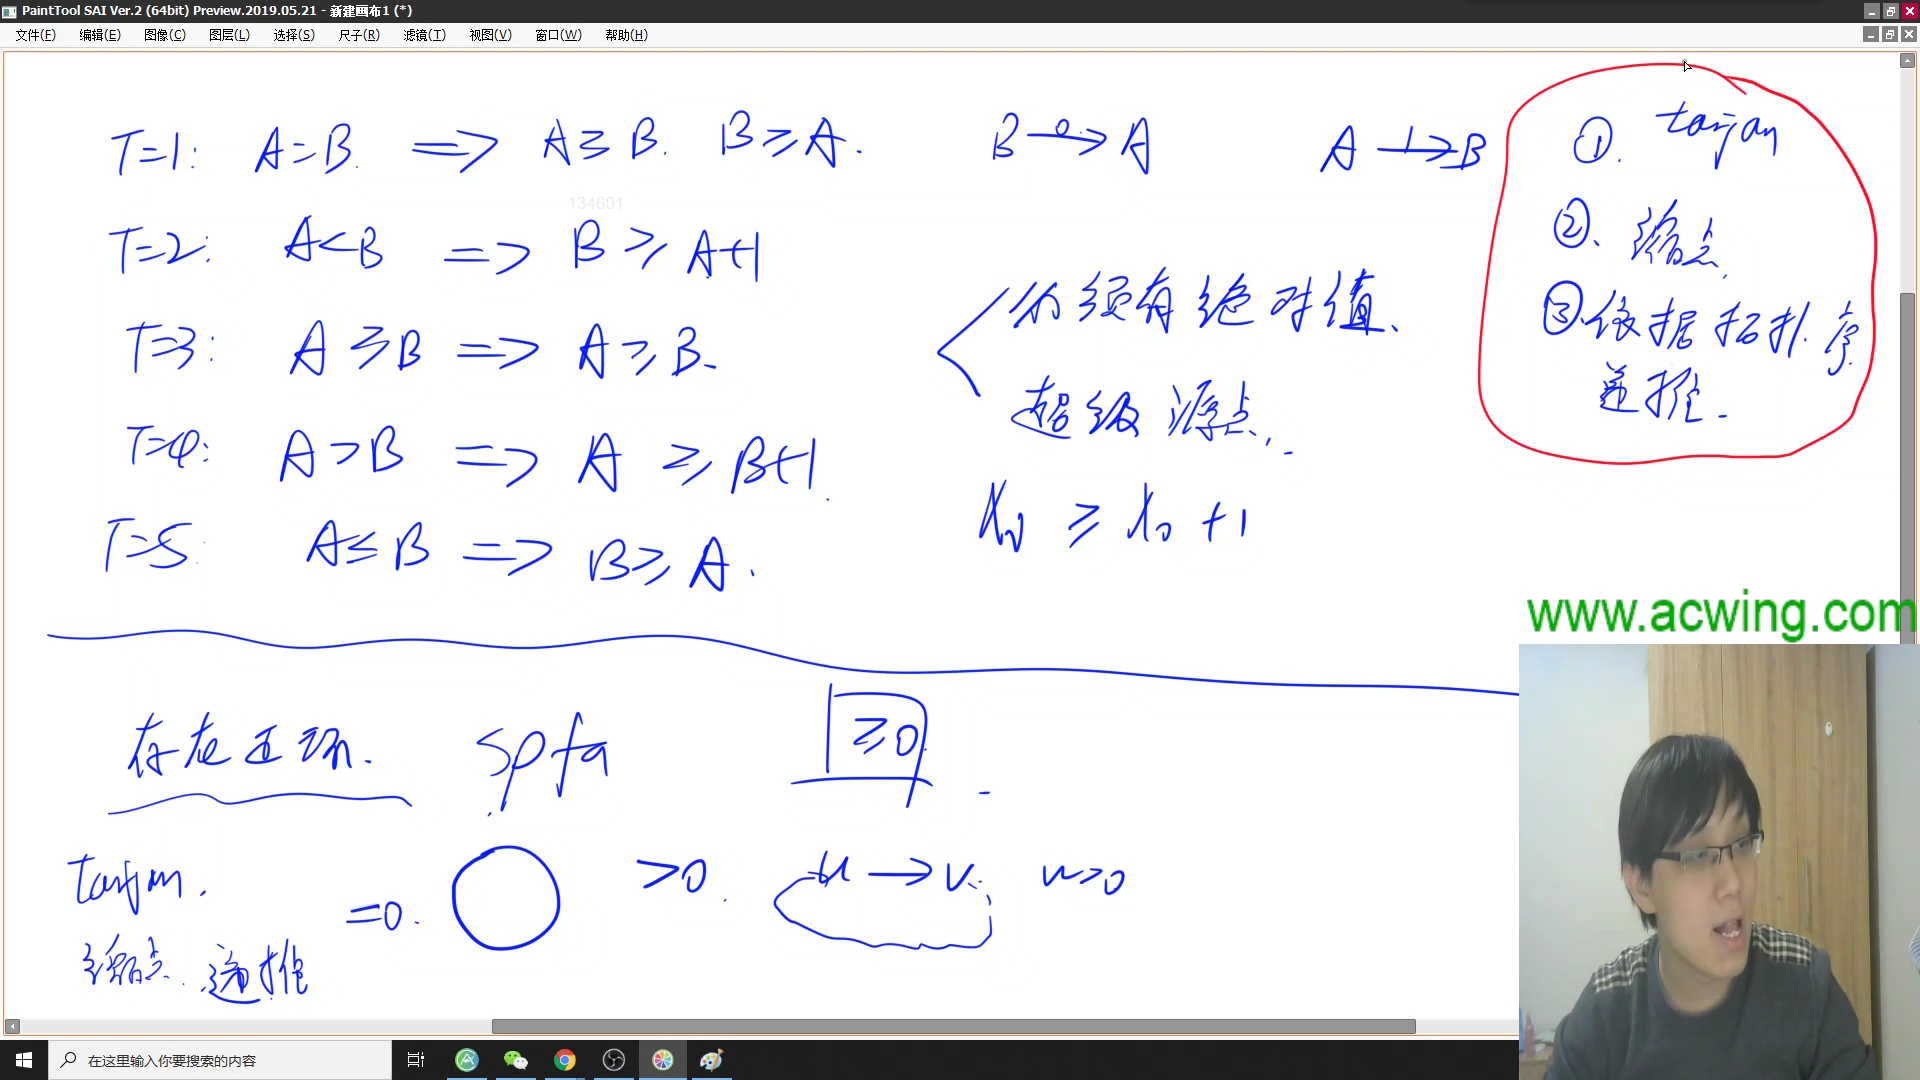 PaintTool SAI Ver.2 (64bit) Preview.2019.05.21 - 新建画布1 (*)
文件(F) 编辑(E) 图像(C) 图层(L) 选择(S) 尺子(R) 滤镜(T) 视图(V) 窗口(W) 帮助(H)
T=1: A=B. => A≥B. B≥A.
B →0 A
A →1 B
134601
T=2: A<B => B≥A+1
T=3: A≥B => A≥B.
T=4: A>B => A≥B+1.
T=5: A≤B => B≥A.
必须有绝对值、
超级源点.
≥ x0 +1
①. tarjan
②、缩点.
③.依据拓扑序
递推.
www.acwing.com
存在正环. spfa ≥0
tarjan.
缩点. 递推
=0. >0. u → v. w>0
在这里输入你要搜索的内容